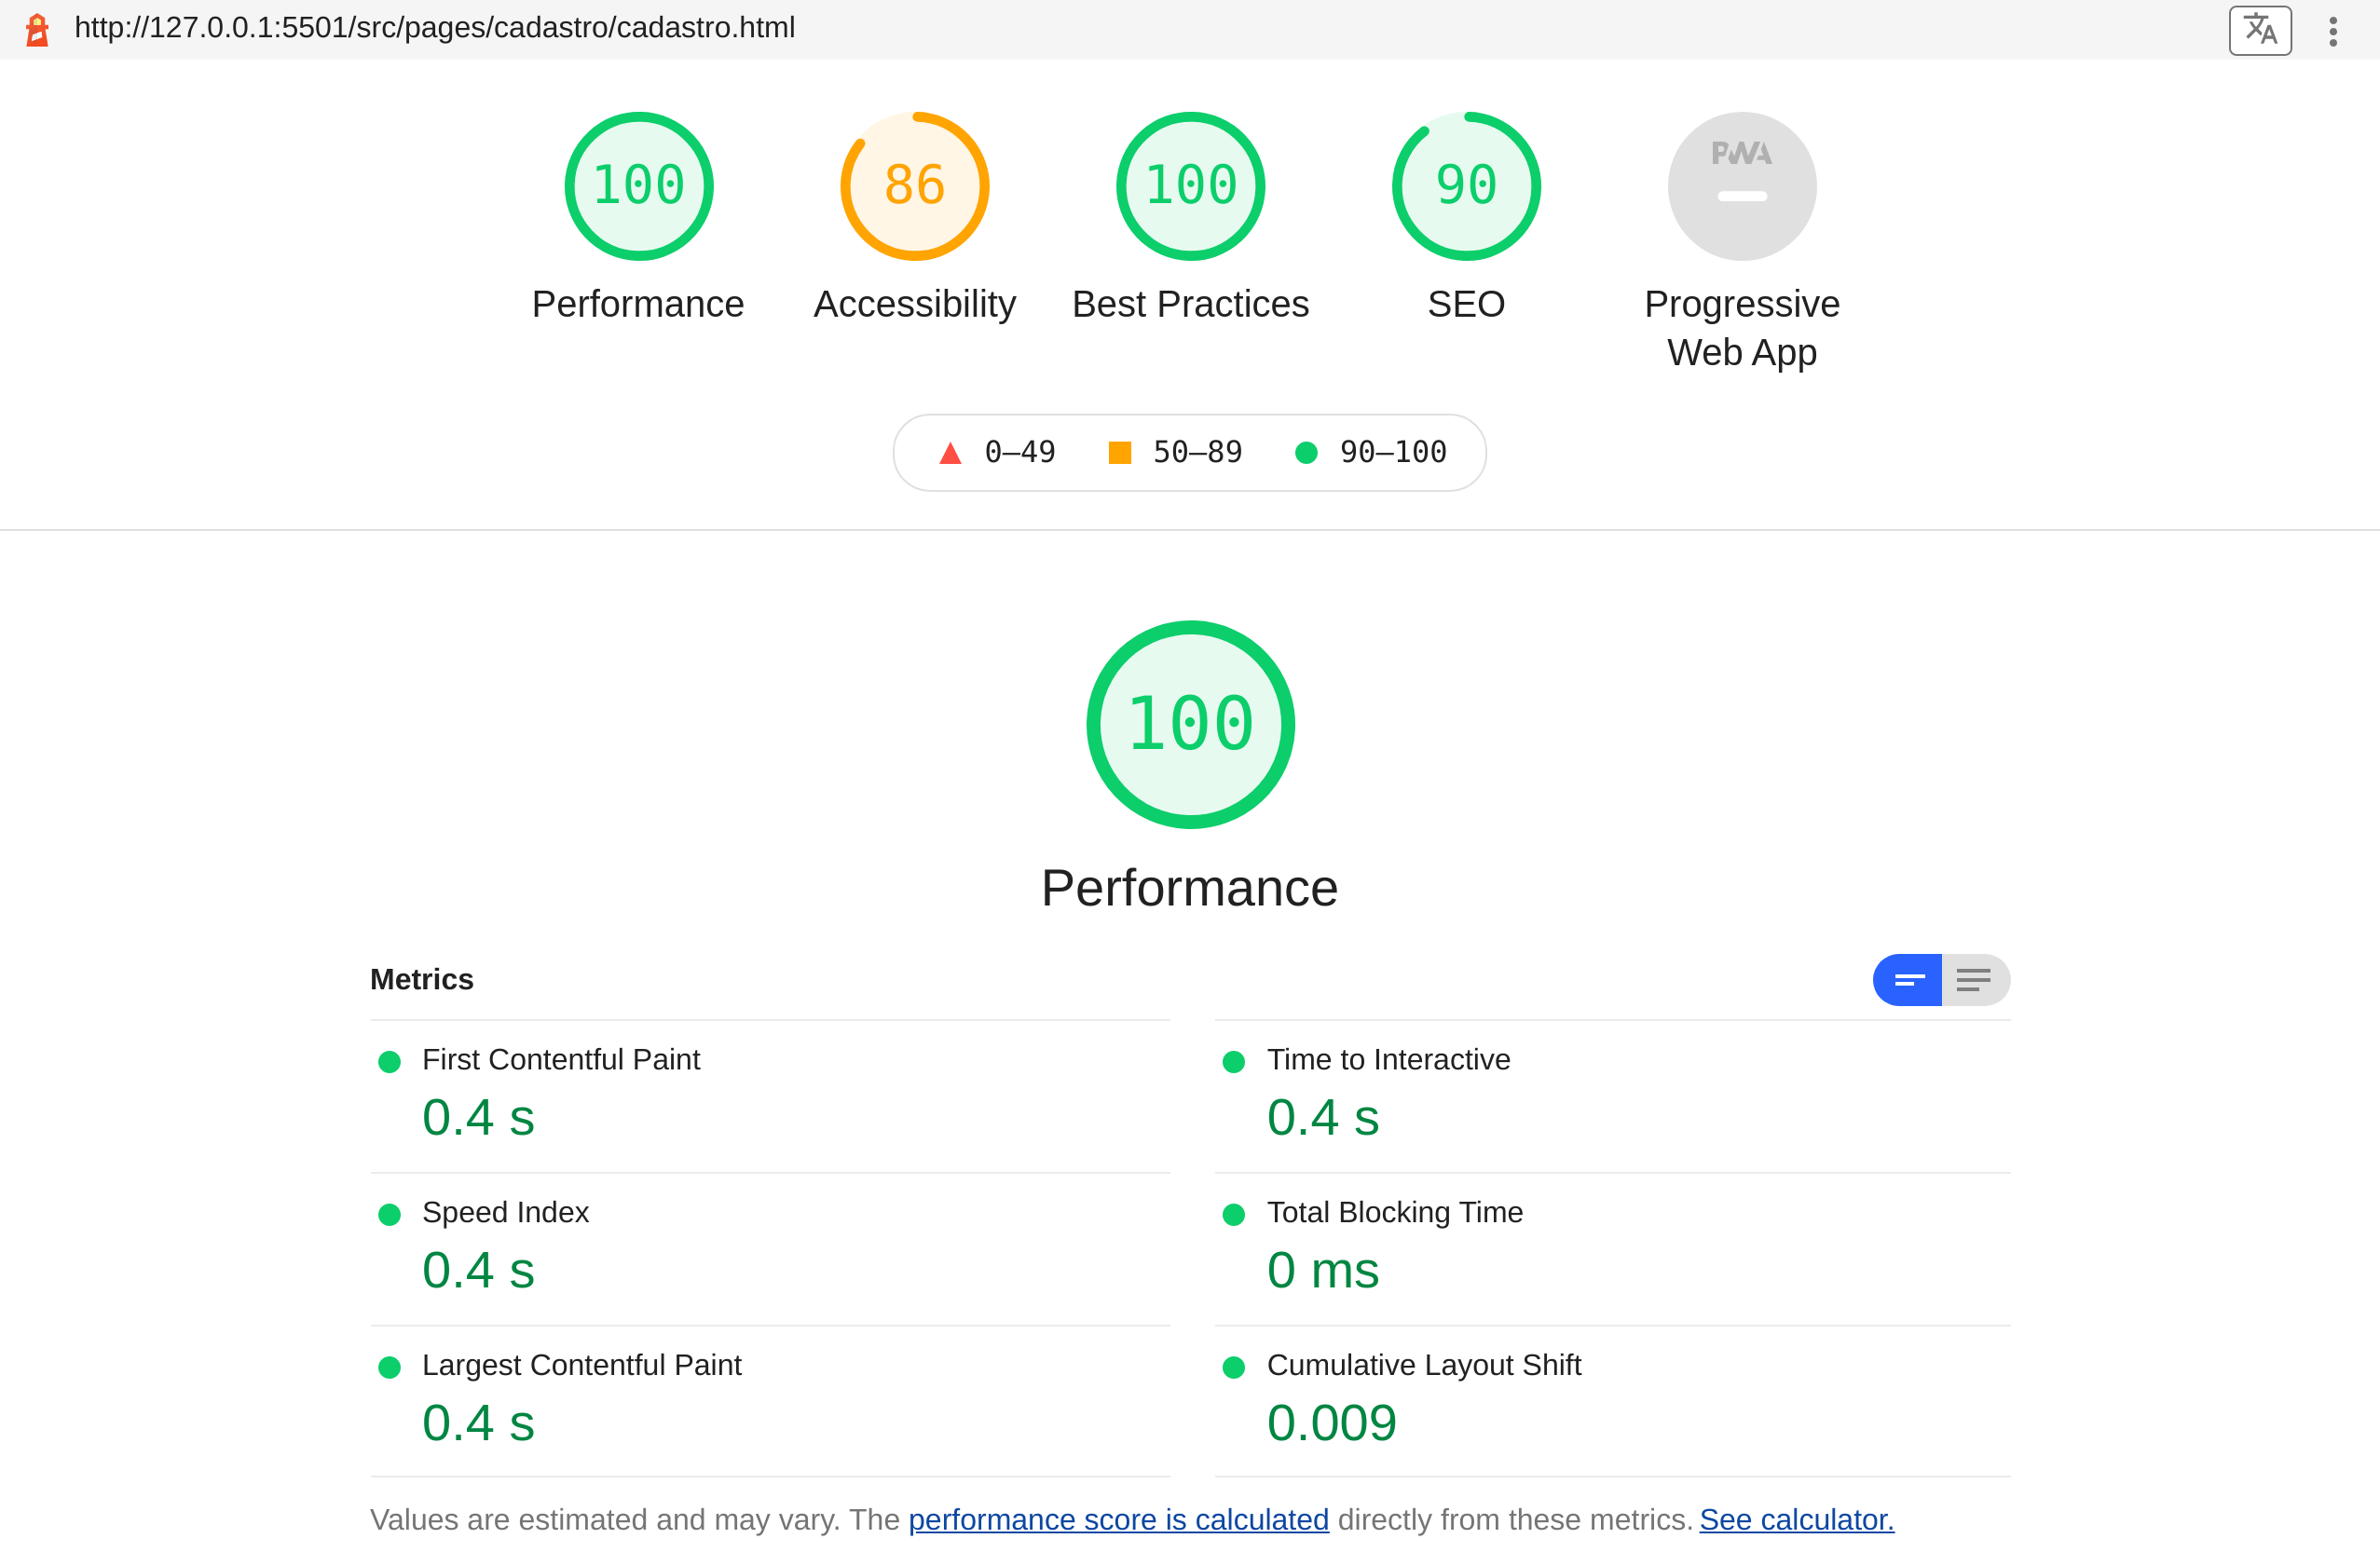 http://127.0.0.1:5501/src/pages/cadastro/cadastro.html
100
86
100
90
PWA
Performance
Accessibility
Best Practices
SEO
Progressive
Web App
0–49
50–89
90–100
100
Performance
Metrics
First Contentful Paint
0.4 s
Time to Interactive
0.4 s
Speed Index
0.4 s
Total Blocking Time
0 ms
Largest Contentful Paint
0.4 s
Cumulative Layout Shift
0.009
Values are estimated and may vary. The performance score is calculated directly from these metrics. See calculator.